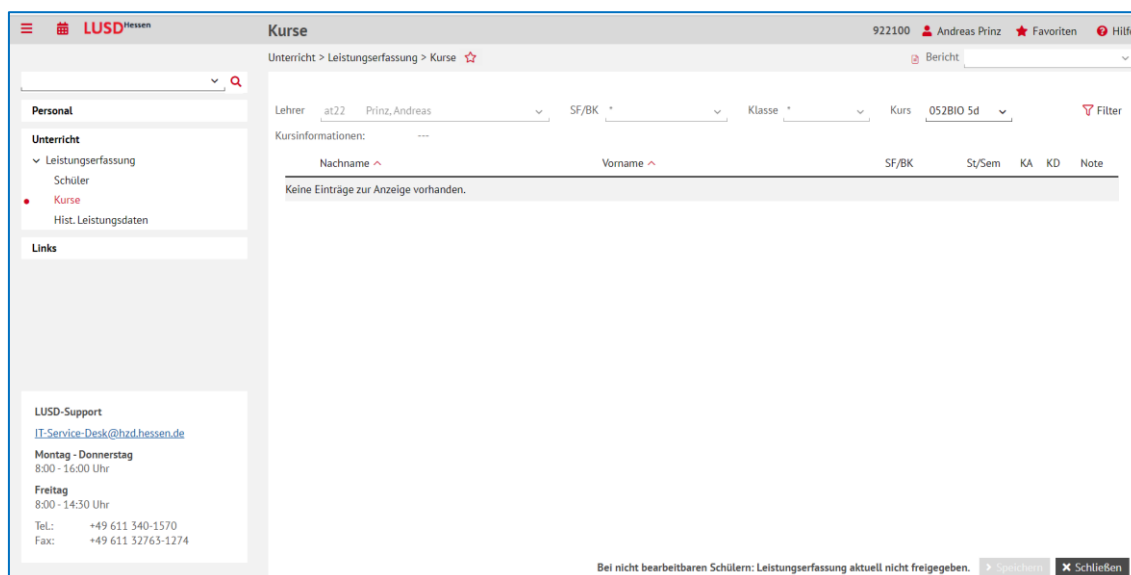 LUSD Hessen
Kurse
922100 Andreas Prinz Favoriten Hilfe
Unterricht > Leistungserfassung > Kurse
Bericht
Personal
Unterricht
Leistungserfassung
Schüler
Kurse
Hist. Leistungsdaten
Links
Lehrer at22 Prinz, Andreas SF/BK * Klasse * Kurs 052BIO 5d Filter
Kursinformationen: ---
Nachname Vorname SF/BK St/Sem KA KD Note
Keine Einträge zur Anzeige vorhanden.
LUSD-Support
IT-Service-Desk@hzd.hessen.de
Montag - Donnerstag
8:00 - 16:00 Uhr
Freitag
8:00 - 14:30 Uhr
Tel.: +49 611 340-1570
Fax: +49 611 32763-1274
Bei nicht bearbeitbaren Schülern: Leistungserfassung aktuell nicht freigegeben. Speichern Schließen